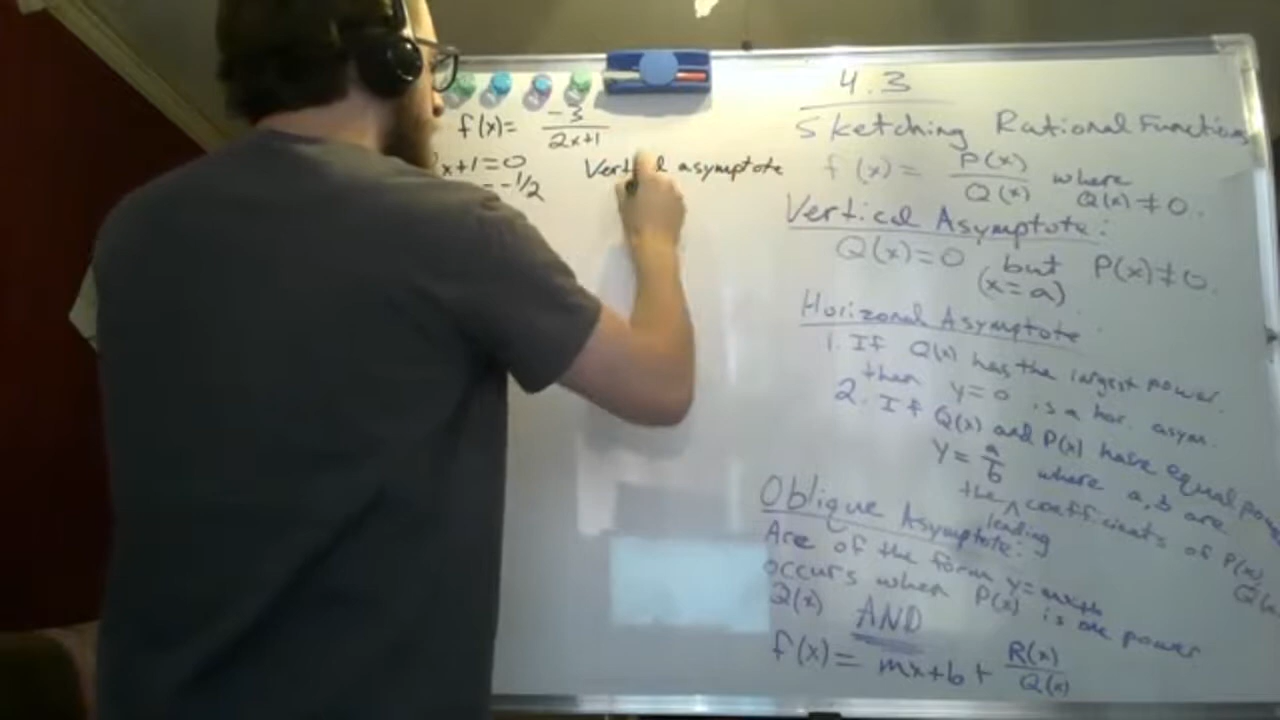 f(x)= -3/2x+1
x+1=0
= -1/2
Vertical asymptote
4.3
Sketching Rational Functions
f(x) = P(x)/Q(x) where Q(x) ≠ 0.
Vertical Asymptote:
Q(x)=0 but P(x)≠0.
(x=a)
Horizonal Asymptote
1. If Q(x) has the largest power.
then y=0 is a hor. asym.
2. If Q(x) and P(x) have equal power
y = a/b where a,b are
the leading coefficients of P(x)
Oblique Asymptote:
Are of the form y=mx+b
occurs when P(x) is one power
Q(x) AND
f(x)= mx+b+ R(x)/Q(x)